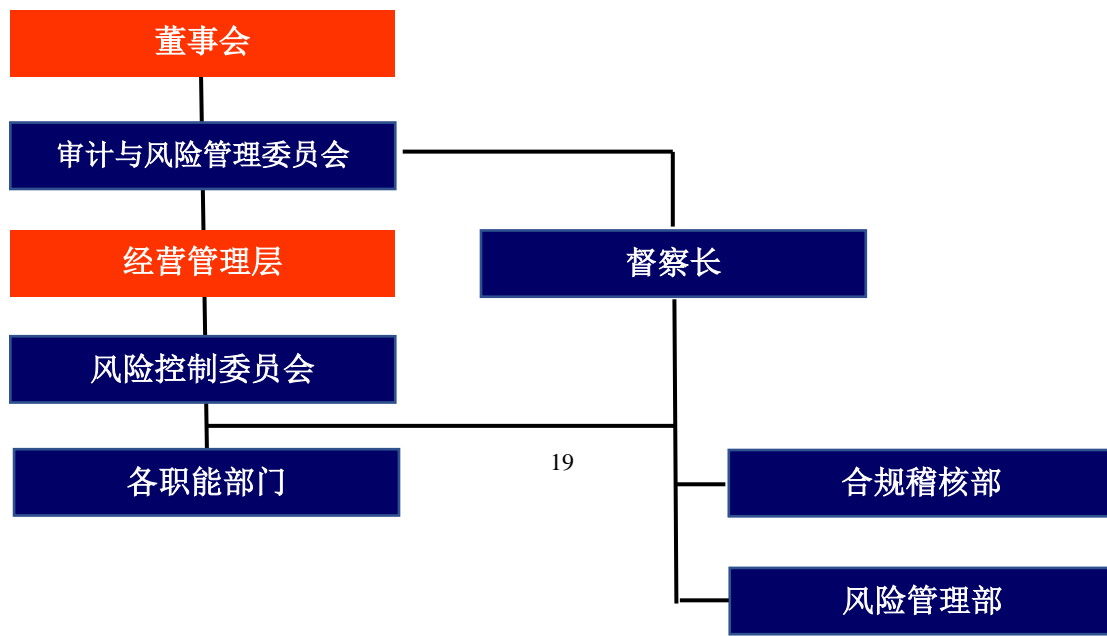 董事会
审计与风险管理委员会
经营管理层
督察长
风险控制委员会
各职能部门
19
合规稽核部
风险管理部